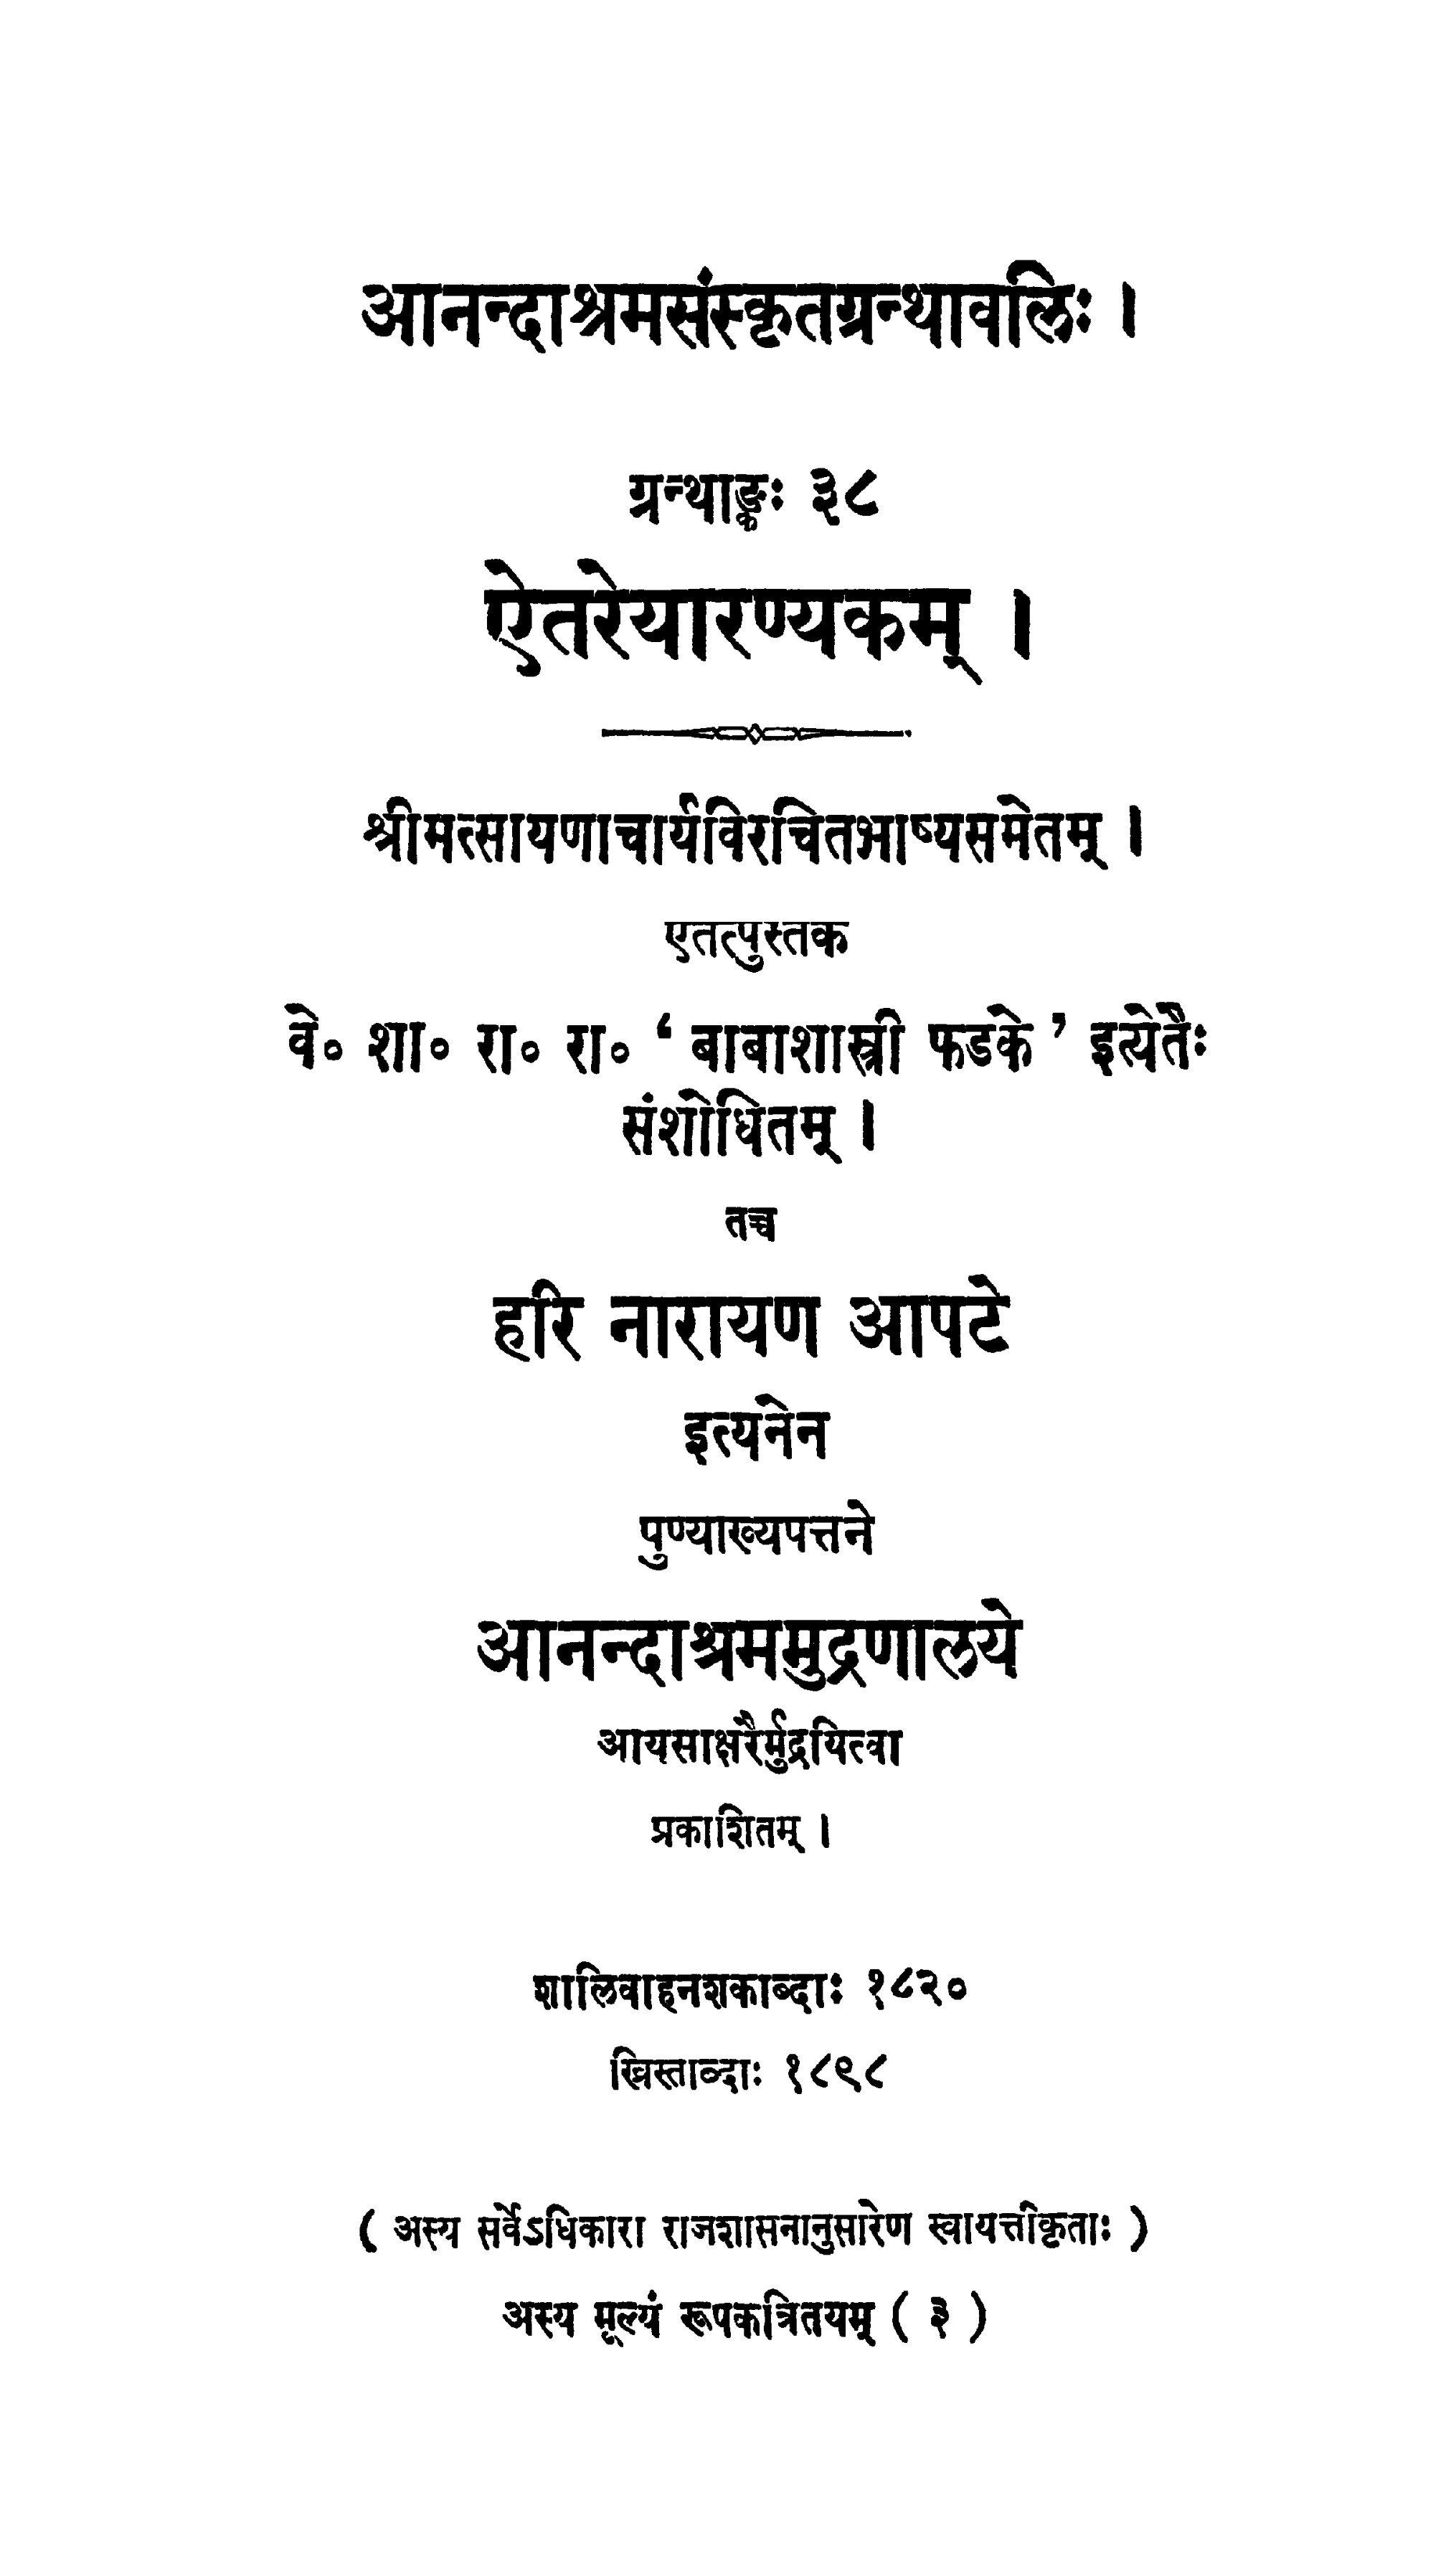 आनन्दाश्रमसंस्कृतग्रन्थावलिः ।
ग्रन्थाङ्कः ३८
ऐतरेयारण्यकम् ।
श्रीमत्सायणाचार्यविरचितभाष्यसमेतम् ।
एतत्पुस्तक
वे० शा० रा० रा० ‘ बाबाशास्त्री फडके ’ इत्येतैः
संशोधितम् ।
तच्च
हरि नारायण आपटे
इत्यनेन
पुण्याख्यपत्तने
आनन्दाश्रममुद्रणालये
आयसाक्षरैर्मुद्रयित्वा
प्रकाशितम् ।
शालिवाहनशकाब्दाः १८२०
ख्रिस्ताब्दाः १८९८
( अस्य सर्वेऽधिकारा राजशासनानुसारेण स्वायत्तीकृताः )
अस्य मूल्यं रूपकत्रितयम् ( ३ )